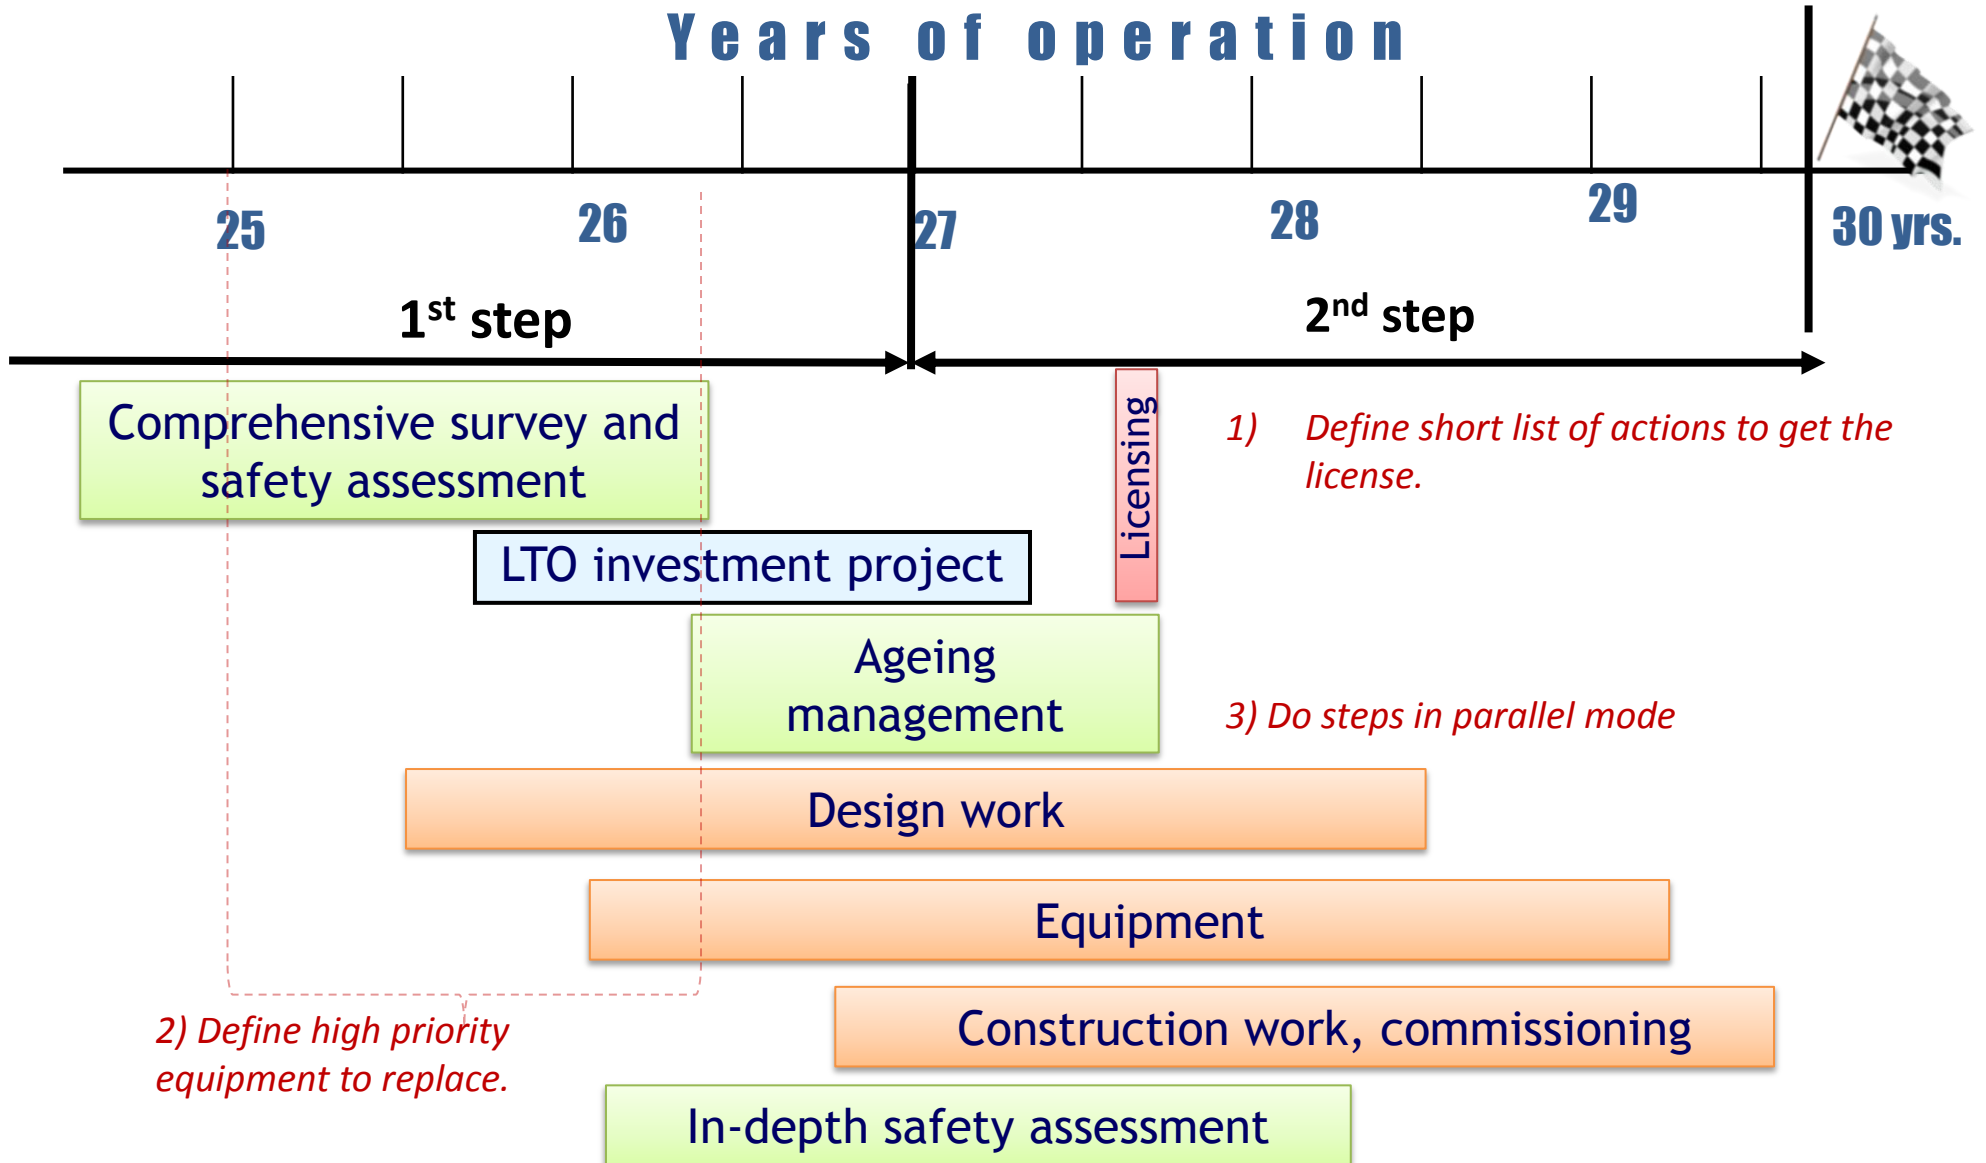 Years of operation
25
26
27
28
29
30 yrs.
1st step
2nd step
Comprehensive survey and
safety assessment
Licensing
1) Define short list of actions to get the
license.
LTO investment project
Ageing
management
3) Do steps in parallel mode
Design work
Equipment
2) Define high priority
equipment to replace.
Construction work, commissioning
In-depth safety assessment